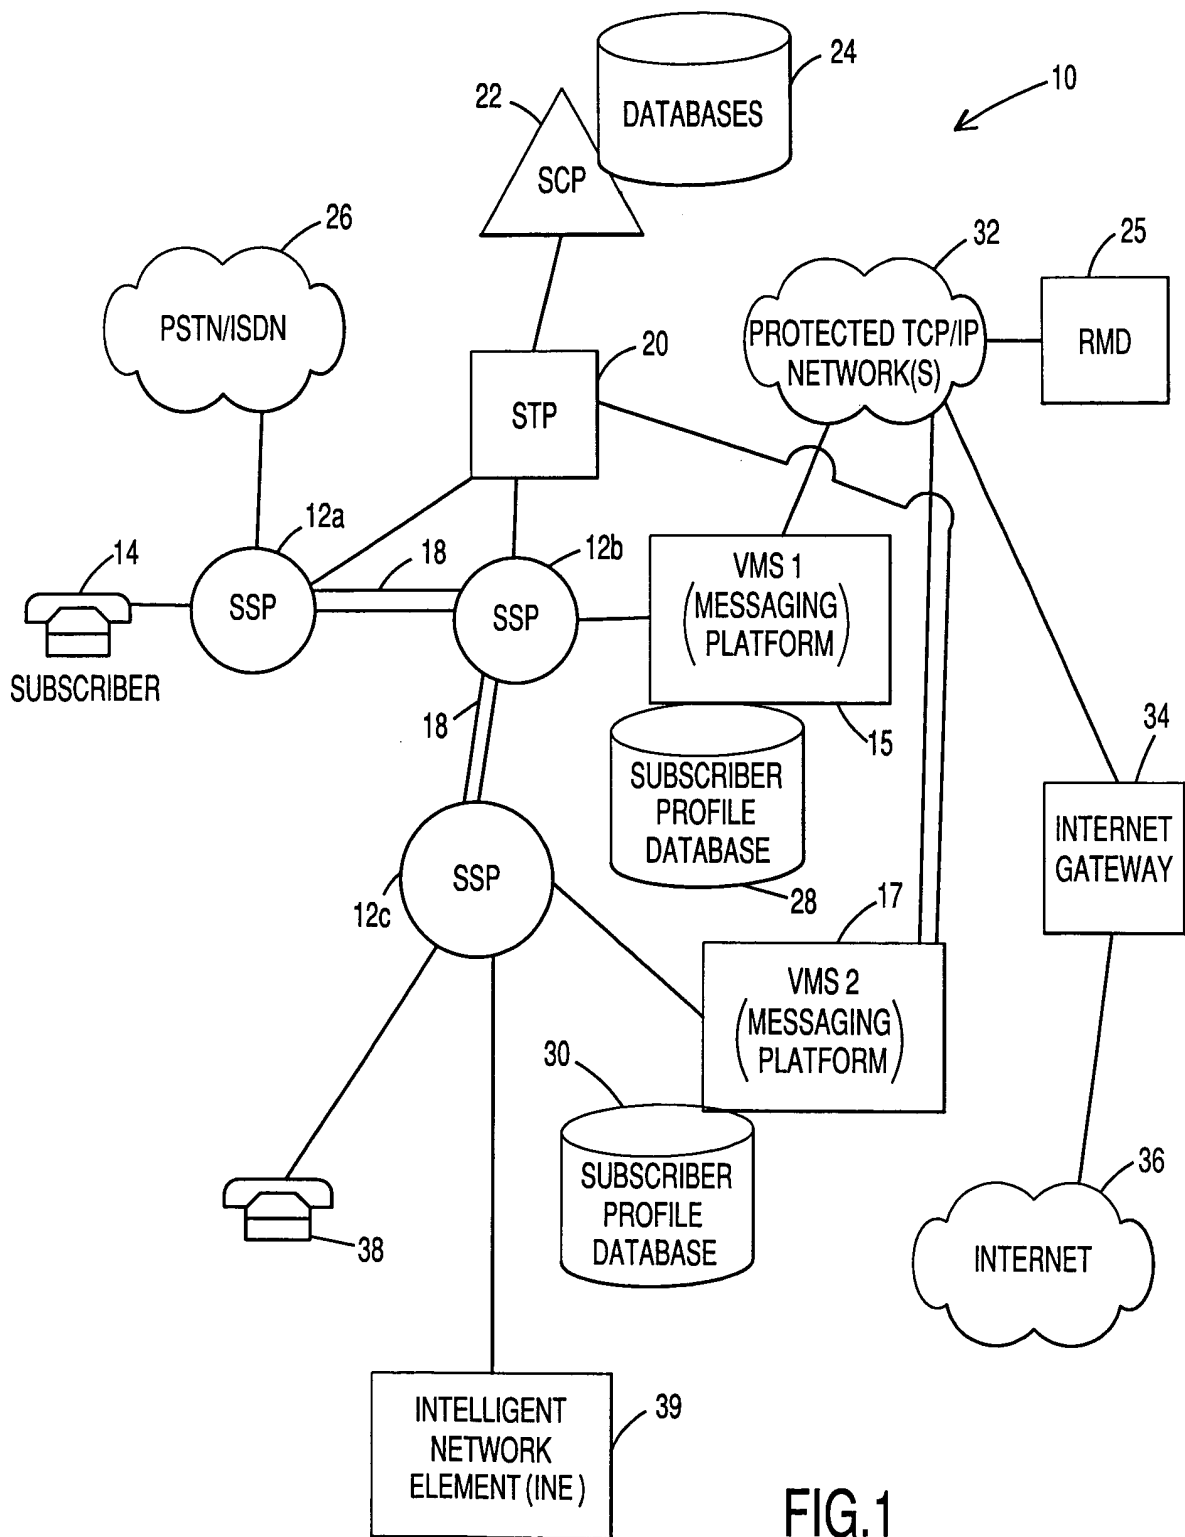 24
DATABASES
10
22
SCP
26
PSTN/ISDN
32
25
PROTECTED TCP/IP
NETWORK(S)
RMD
20
STP
12a
14
18
12b
SSP
SSP
SUBSCRIBER
VMS 1
(MESSAGING
PLATFORM)
18
15
34
SUBSCRIBER
PROFILE
DATABASE
28
INTERNET
GATEWAY
SSP
12c
17
VMS 2
(MESSAGING
PLATFORM)
30
SUBSCRIBER
PROFILE
DATABASE
36
INTERNET
38
INTELLIGENT
NETWORK
ELEMENT (INE)
39
FIG.1